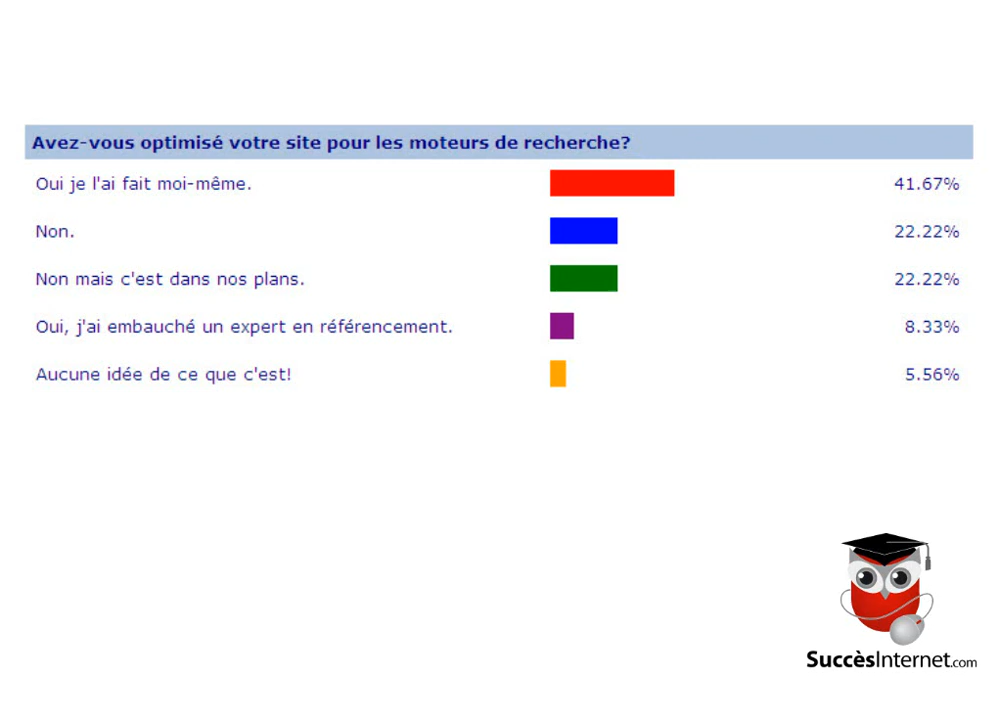 Avez-vous optimisé votre site pour les moteurs de recherche?
Oui je l'ai fait moi-même. 41.67%
Non. 22.22%
Non mais c'est dans nos plans. 22.22%
Oui, j'ai embauché un expert en référencement. 8.33%
Aucune idée de ce que c'est! 5.56%
SuccèsInternet.com